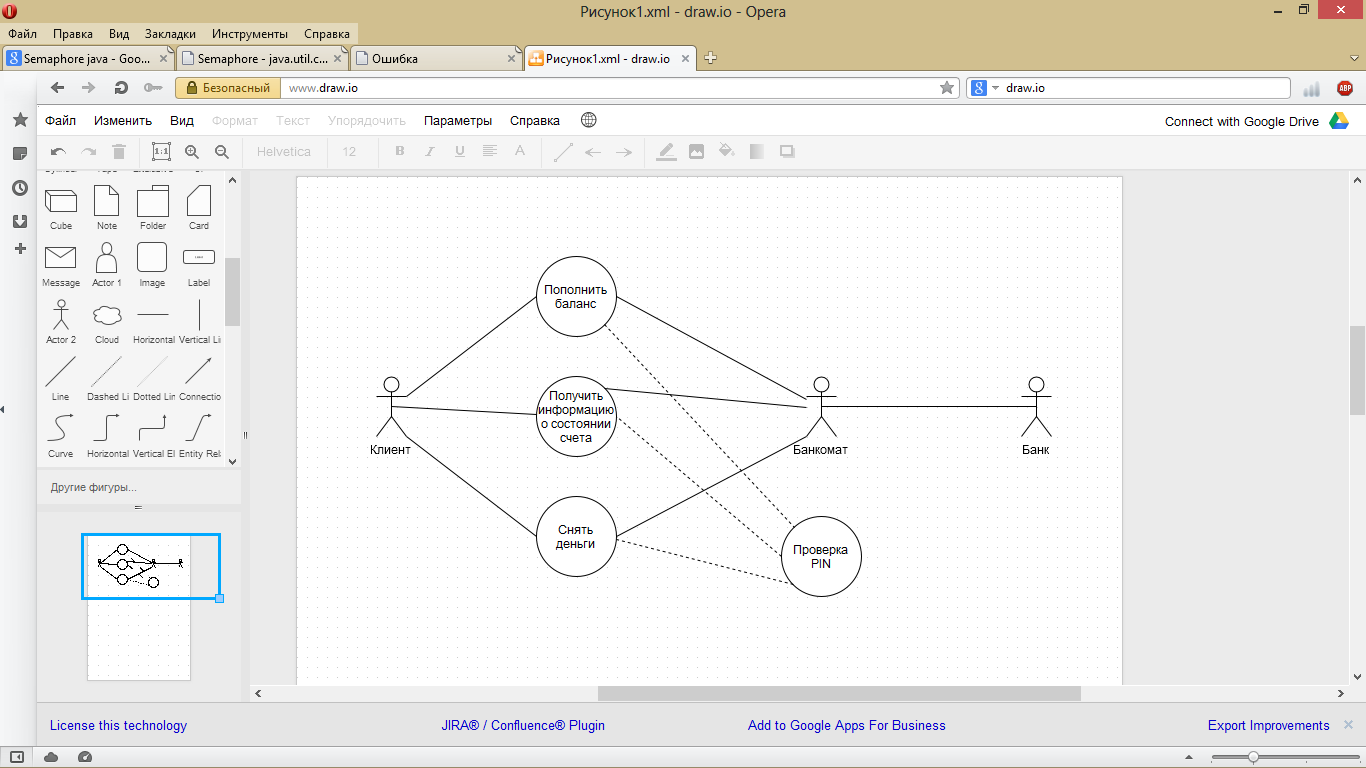 Рисунок1.xml - draw.io - Opera
Файл Правка Вид Закладки Инструменты Справка
Semaphore java - Goo... Semaphore - java.util.c... Ошибка Рисунок1.xml - draw.io
Безопасный www.draw.io draw.io ABP
Файл Изменить Вид Формат Текст Упорядочить Параметры Справка Connect with Google Drive
1:1 Helvetica 12 B I U A
Cube Note Folder Card
Message Actor 1 Image Label
Actor 2 Cloud Horizontal Vertical Li
Line Dashed Li Dotted Lin Connectio
Curve Horizontal Vertical El Entity Rel
Другие фигуры...
Пополнить
баланс
Получить
информацию
о состоянии
счета
Клиент
Банкомат
Банк
Снять
деньги
Проверка
PIN
License this technology JIRA® / Confluence® Plugin Add to Google Apps For Business Export Improvements